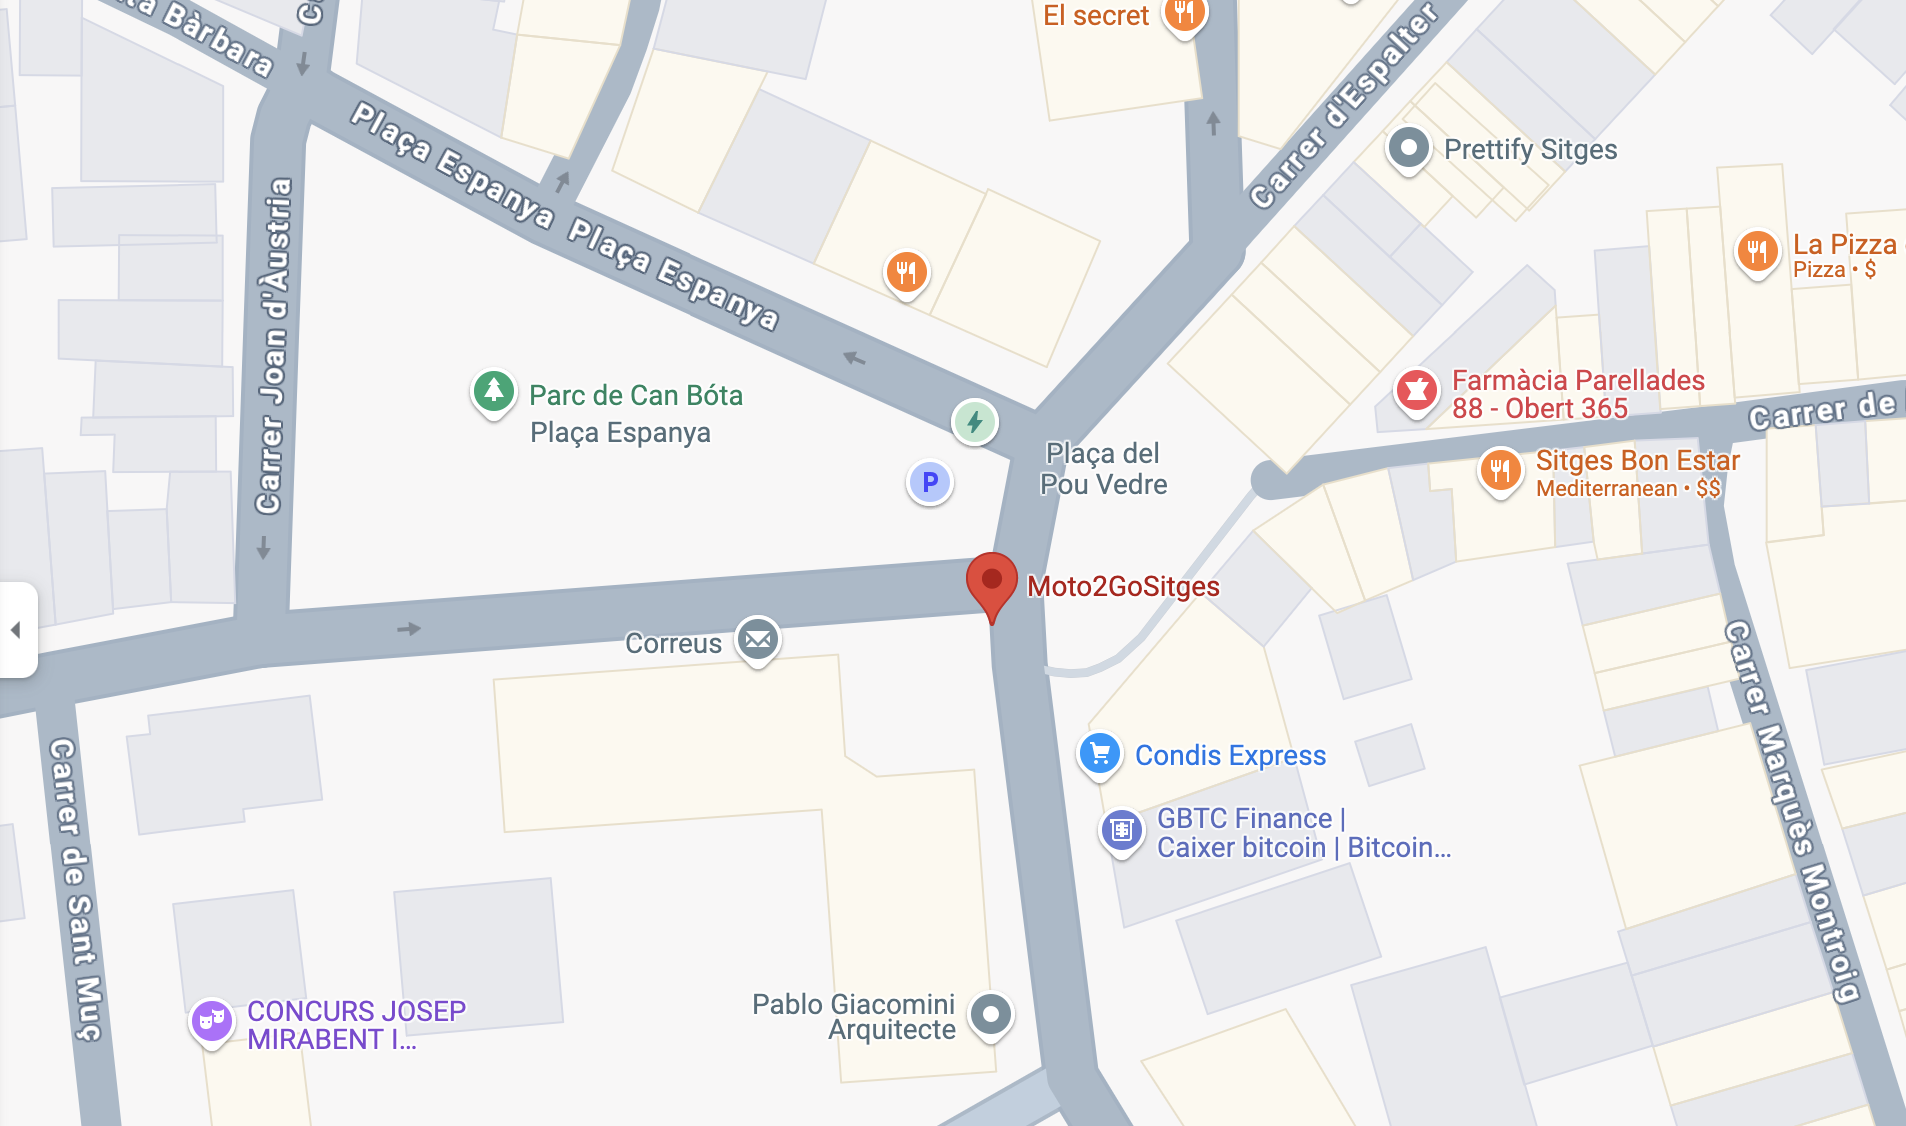 ta Bàrbara
El secret
Carrer d'Espalter
Plaça Espanya
Plaça Espanya
Prettify Sitges
Carrer Joan d'Àustria
La Pizza
Pizza • $
Parc de Can Bóta
Plaça Espanya
Farmàcia Parellades
88 - Obert 365
Carrer de
P
Plaça del
Pou Vedre
Sitges Bon Estar
Mediterranean • $$
Moto2GoSitges
Correus
Carrer Marquès Montroig
Carrer de Sant Muç
Condis Express
GBTC Finance |
Caixer bitcoin | Bitcoin...
CONCURS JOSEP
MIRABENT I...
Pablo Giacomini
Arquitecte